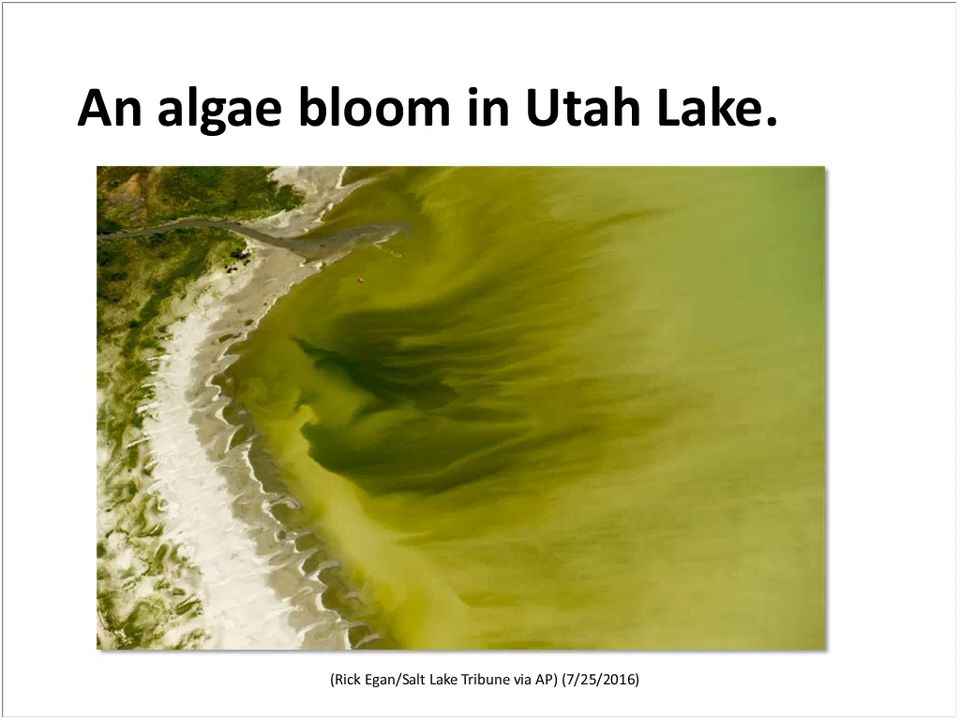 An algae bloom in Utah Lake.
(Rick Egan/Salt Lake Tribune via AP) (7/25/2016)